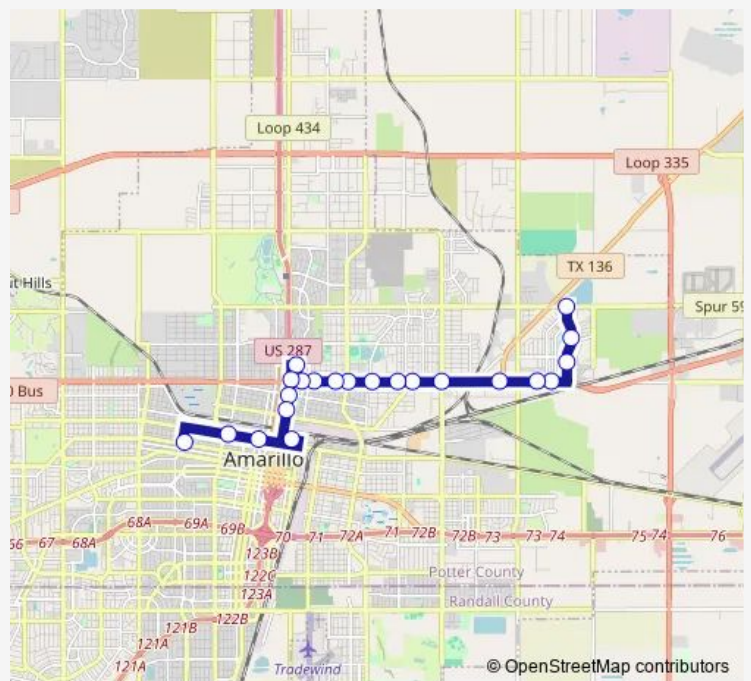 Loop 434
Loop 335
TX 136
ut Hills
Spur 59
US 287
0 Bus
Amarillo
68A
69A
69B
66
67
68A
70
71
72A
71
72B
72B
73
73
74
75
74
76
123B
122C
123A
Potter County
Randall County
122B
121B
121A
121A
Tradewind
© OpenStreetMap contributors